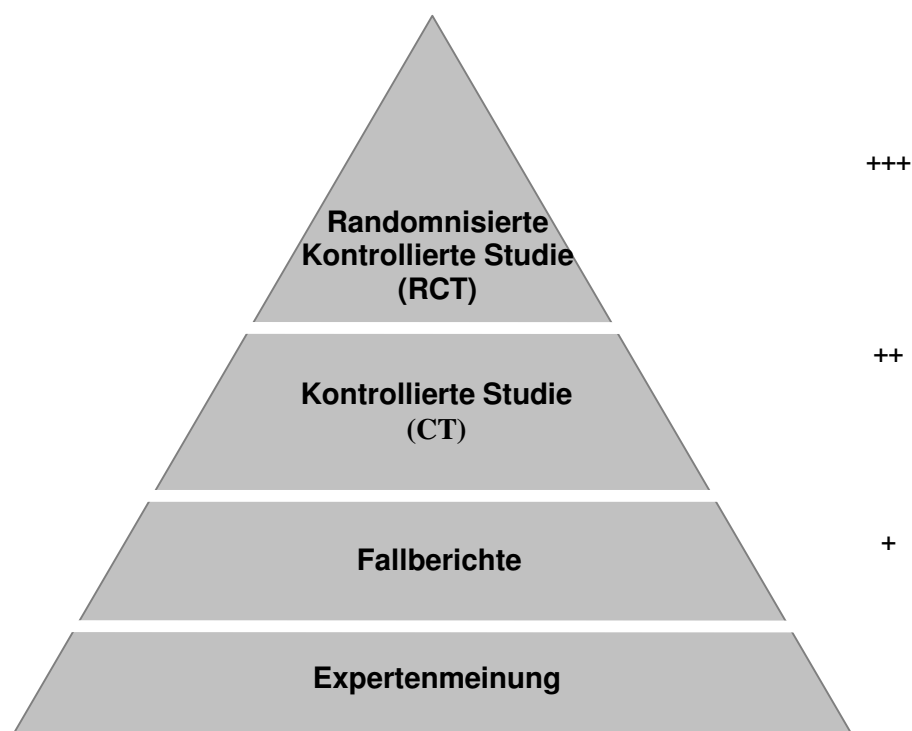 +++
Randomnisierte
Kontrollierte Studie
(RCT)
++
Kontrollierte Studie
(CT)
+
Fallberichte
Expertenmeinung